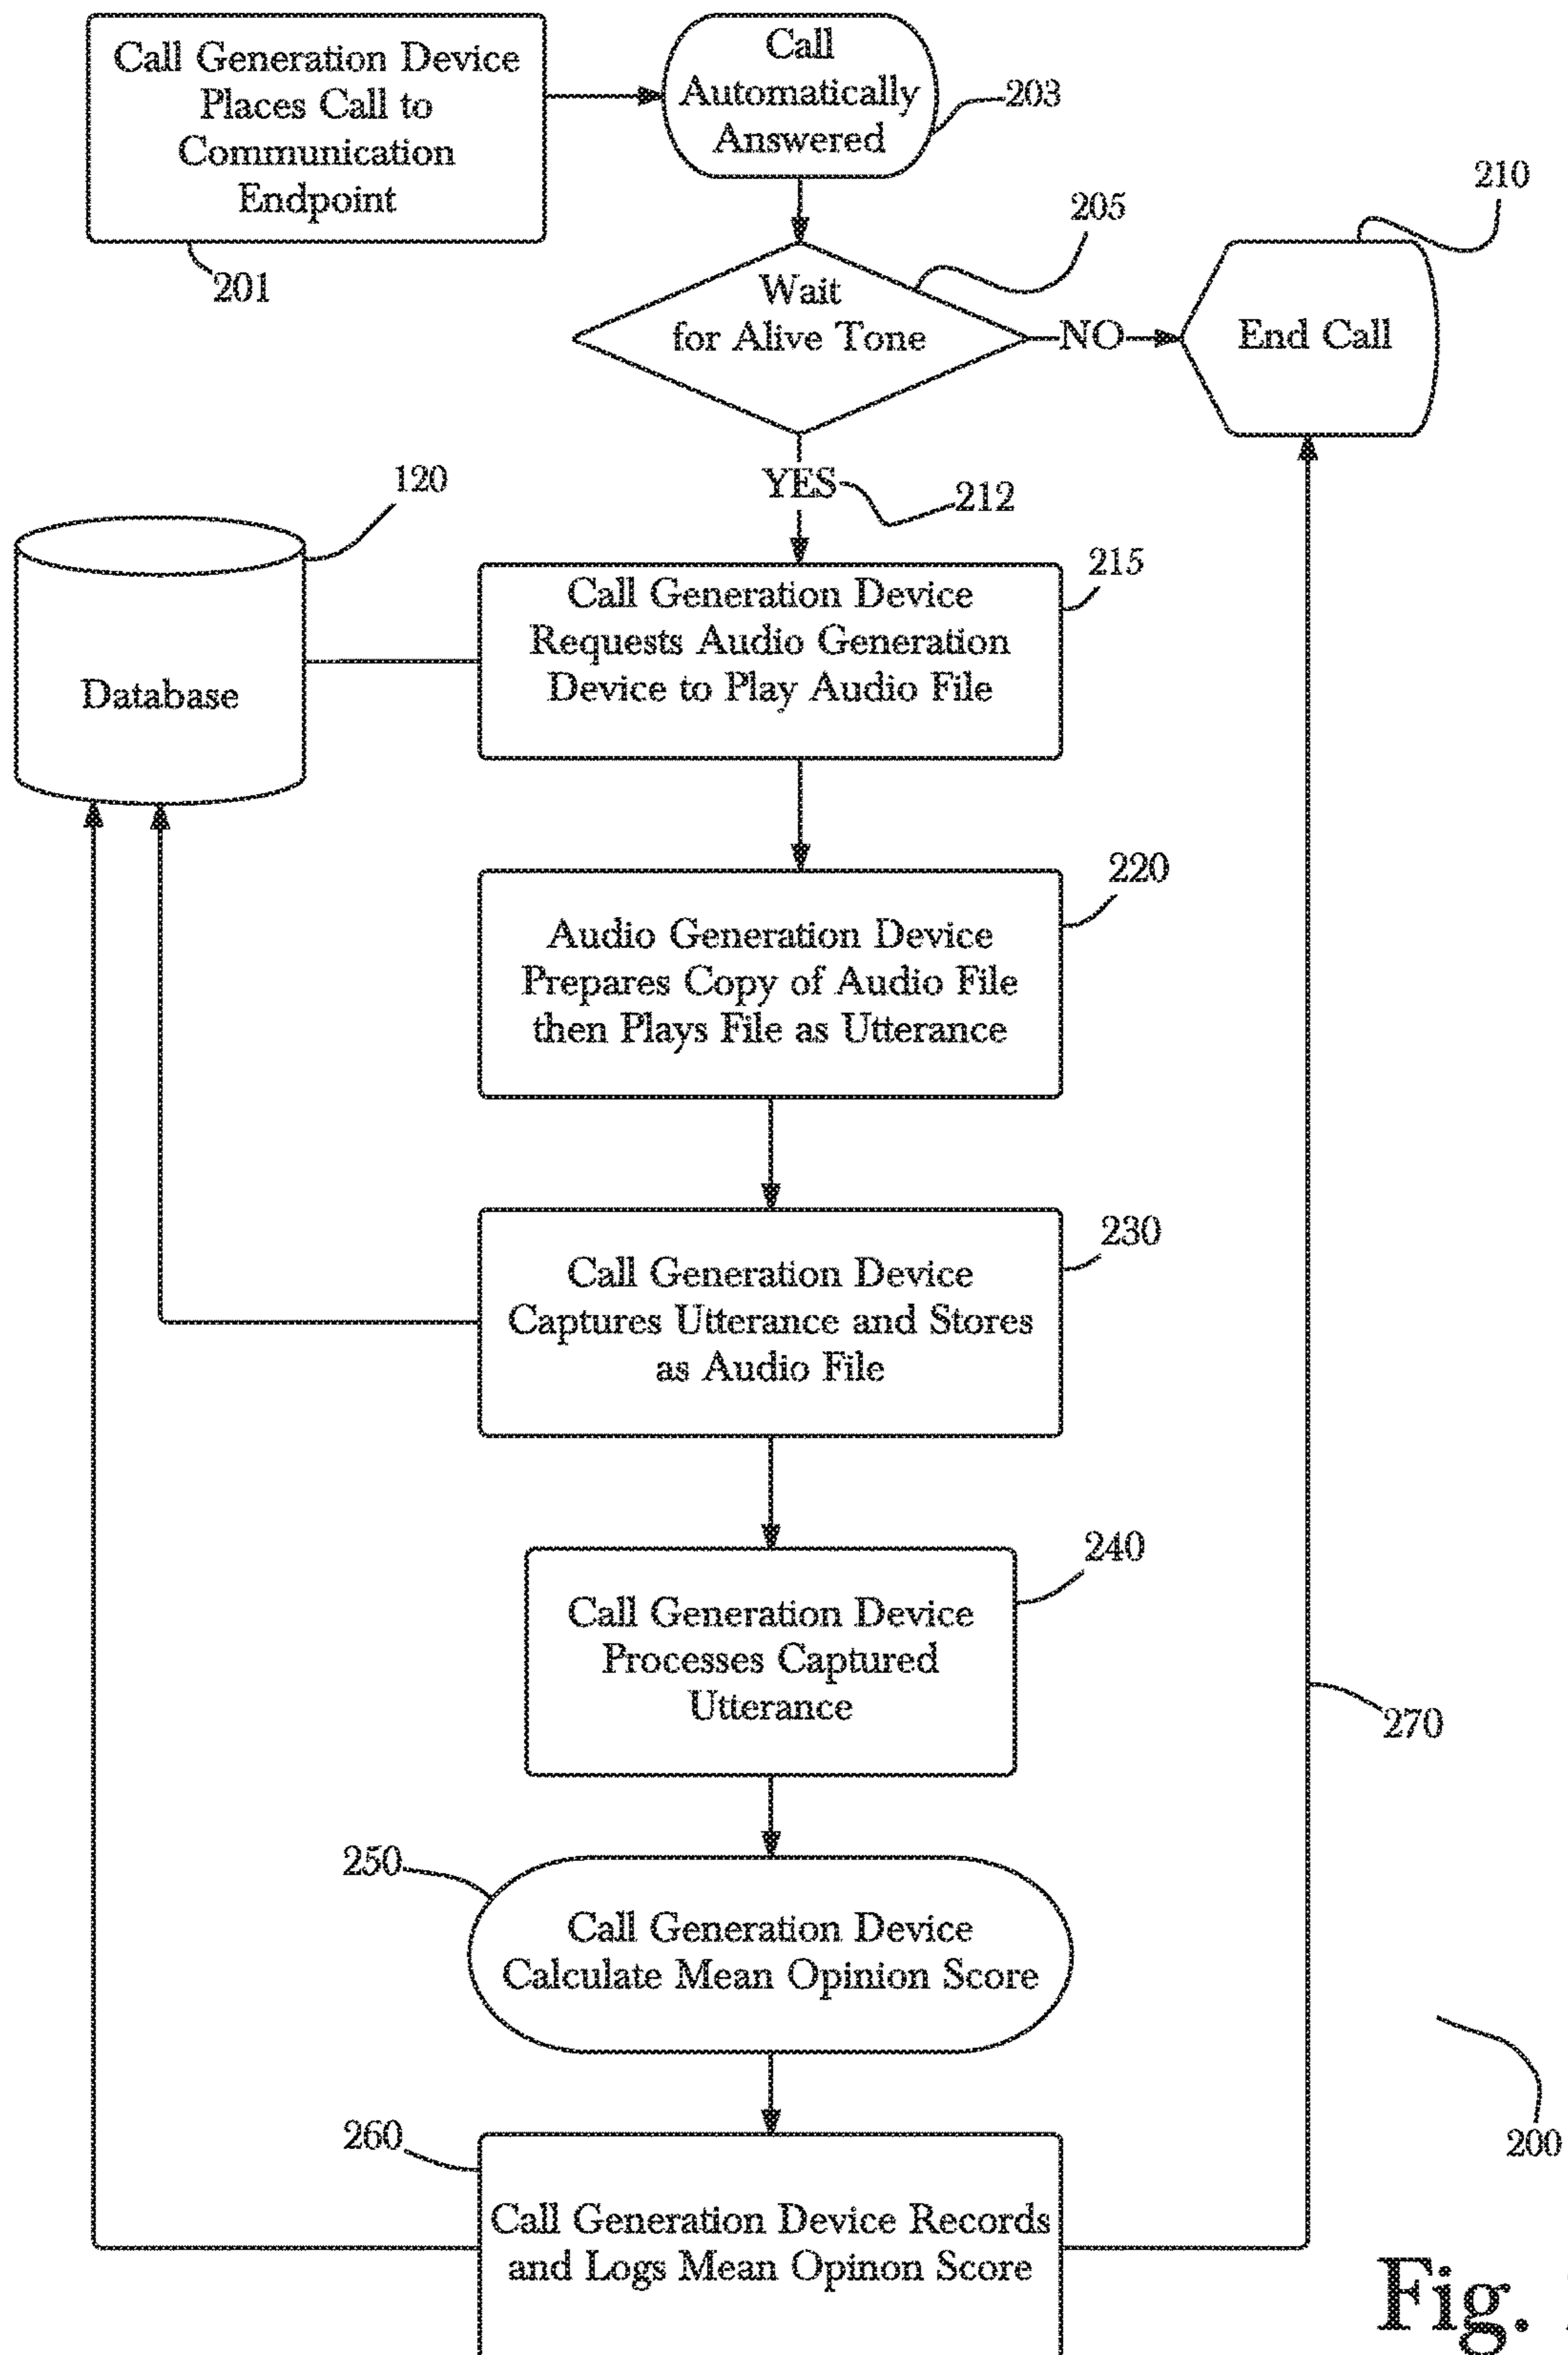 Call Generation Device
Places Call to
Communication
Endpoint
201
Call
Automatically
Answered
203
Wait
for Alive Tone
205
NO
End Call
210
YES
212
120
Database
Call Generation Device
Requests Audio Generation
Device to Play Audio File
215
Audio Generation Device
Prepares Copy of Audio File
then Plays File as Utterance
220
Call Generation Device
Captures Utterance and Stores
as Audio File
230
Call Generation Device
Processes Captured
Utterance
240
270
250
Call Generation Device
Calculate Mean Opinion Score
200
260
Call Generation Device Records
and Logs Mean Opinon Score
Fig.